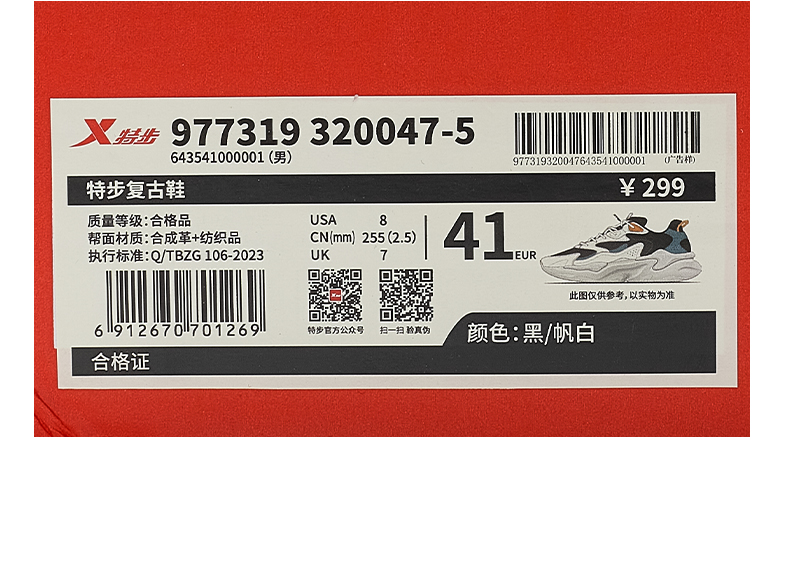 X 特步 977319 320047-5
643541000001 (男)
977319320047643541000001 (广告样)
特步复古鞋 ￥299
质量等级:合格品
帮面材质:合成革+纺织品
执行标准:Q/TBZG 106-2023
USA 8
CN(mm) 255 (2.5)
UK 7
41 EUR
此图仅供参考,以实物为准
6 912670 701269
特步官方公众号 扫一扫 验真伪
颜色:黑/帆白
合格证